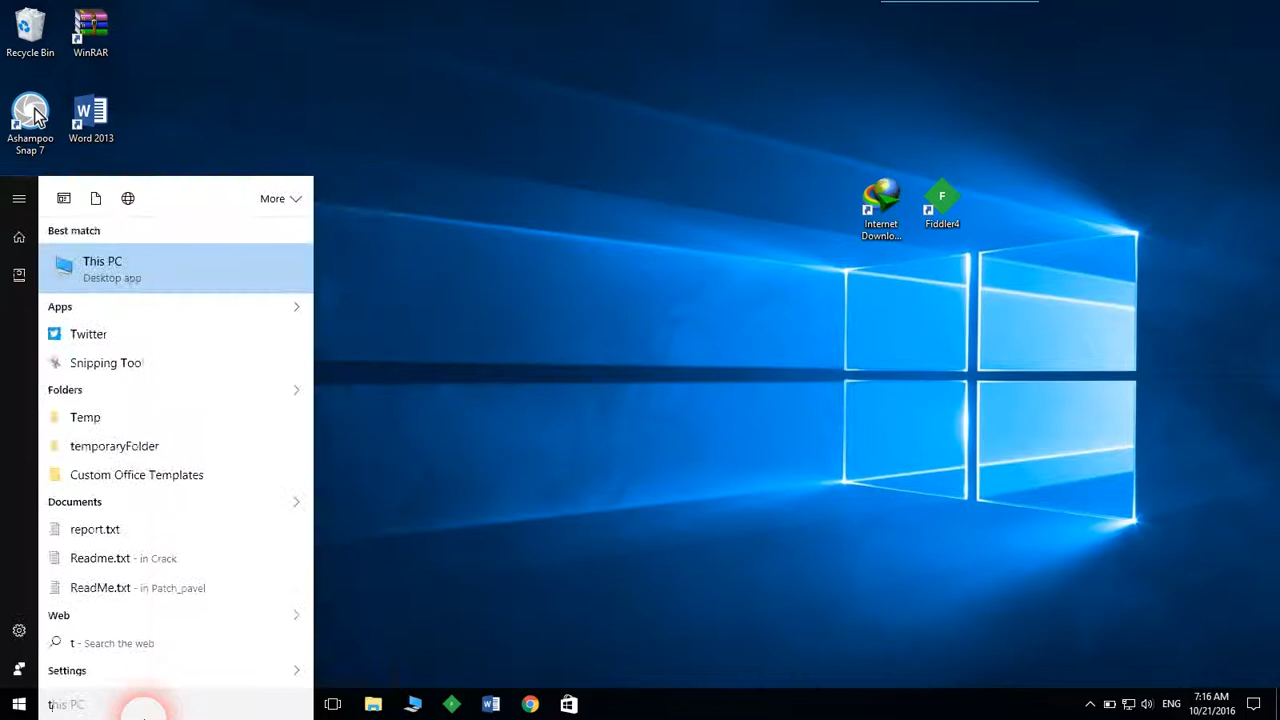 Recycle Bin
WinRAR
Ashampoo
Snap 7
W
Word 2013
More
Best match
This PC
Desktop app
Apps
Twitter
Snipping Tool
Folders
Temp
temporaryFolder
Custom Office Templates
Documents
report.txt
Readme.txt - in Crack
ReadMe.txt - in Patch_pavel
Web
t - Search the web
Settings
this PC
Internet
Downlo...
F
Fiddler4
ENG
7:16 AM
10/21/2016